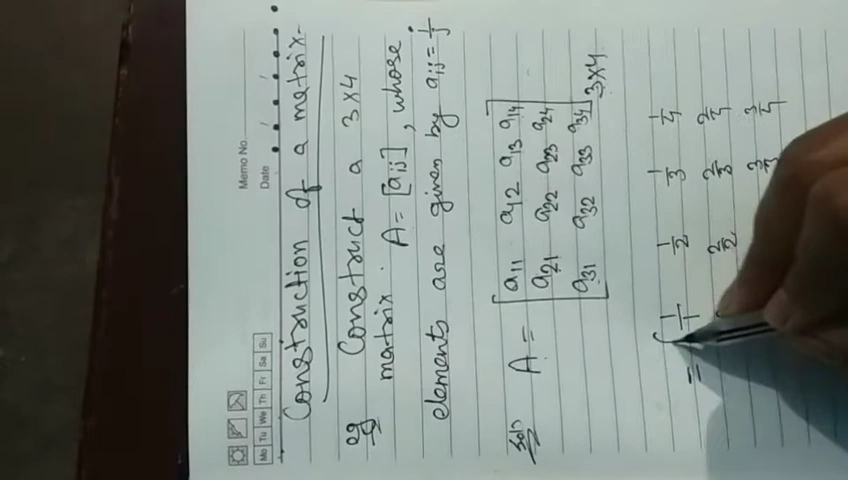 Memo No.
Date / /
Mo Tu We Th Fr Sa Su
Construction of a matrix-
eg Construct a 3×4
matrix. A = [aij], whose
elements are given by aij = i/j
Soln A = [a11 a12 a13 a14
a21 a22 a23 a24
a31 a32 a33 a34]3×4
= [1/1 1/2 1/3 1/4
2/2 2/3 2/4
3/3 3/4